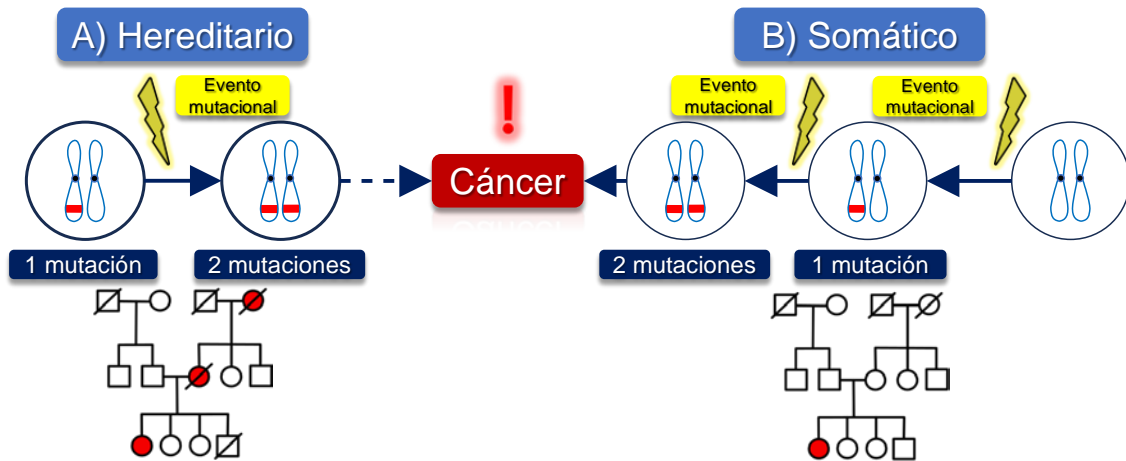 A) Hereditario
B) Somático
Evento
mutacional
Evento
mutacional
Evento
mutacional
!
Cáncer
1 mutación
2 mutaciones
2 mutaciones
1 mutación